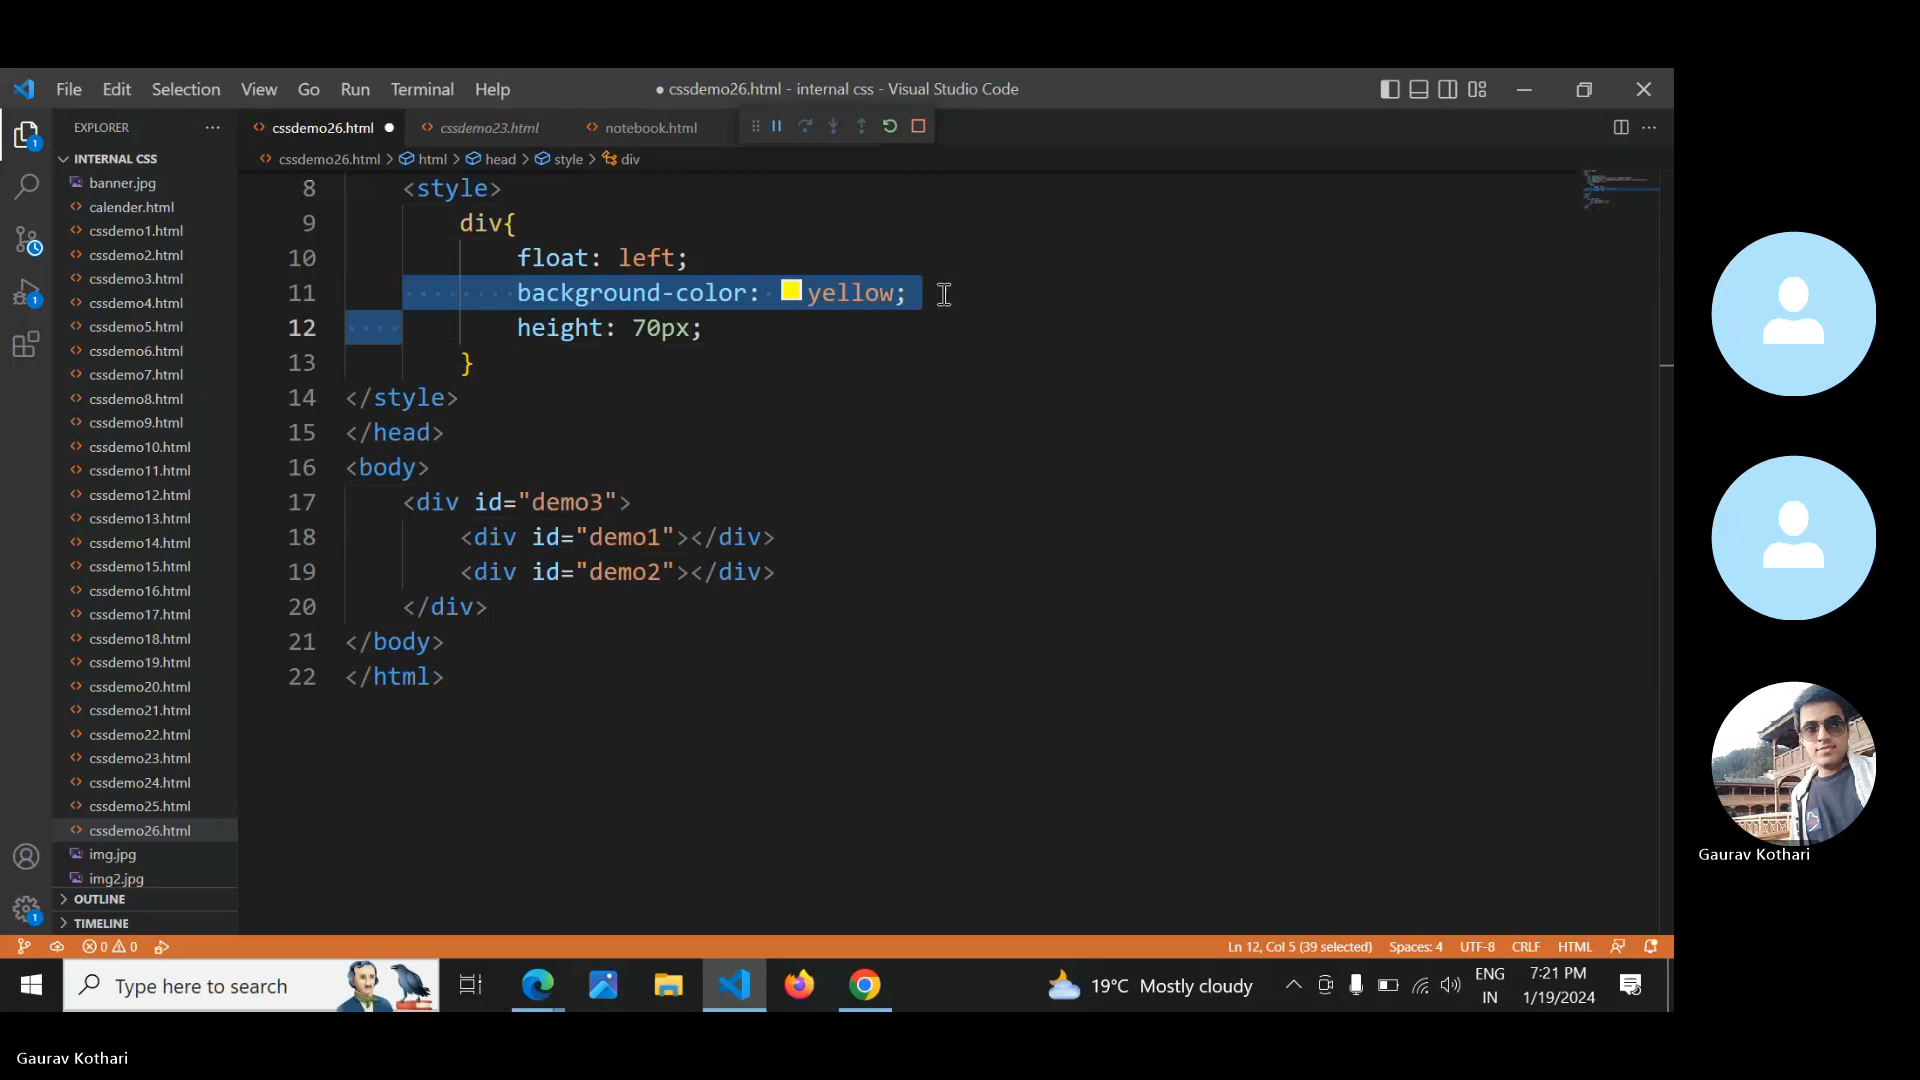 File Edit Selection View Go Run Terminal Help
● cssdemo26.html - internal css - Visual Studio Code
EXPLORER
cssdemo26.html
cssdemo23.html
notebook.html
cssdemo26.html > html > head > style > div
INTERNAL CSS
banner.jpg
calender.html
cssdemo1.html
cssdemo2.html
cssdemo3.html
cssdemo4.html
cssdemo5.html
cssdemo6.html
cssdemo7.html
cssdemo8.html
cssdemo9.html
cssdemo10.html
cssdemo11.html
cssdemo12.html
cssdemo13.html
cssdemo14.html
cssdemo15.html
cssdemo16.html
cssdemo17.html
cssdemo18.html
cssdemo19.html
cssdemo20.html
cssdemo21.html
cssdemo22.html
cssdemo23.html
cssdemo24.html
cssdemo25.html
cssdemo26.html
img.jpg
img2.jpg
OUTLINE
TIMELINE
1
1
1
8 <style>
9 div{
10 float: left;
11 background-color: yellow;
12 height: 70px;
13 }
14 </style>
15 </head>
16 <body>
17 <div id="demo3">
18 <div id="demo1"></div>
19 <div id="demo2"></div>
20 </div>
21 </body>
22 </html>
0 0
Ln 12, Col 5 (39 selected) Spaces: 4 UTF-8 CRLF HTML
Type here to search
19°C Mostly cloudy
ENG
IN
7:21 PM
1/19/2024
Gaurav Kothari
Gaurav Kothari